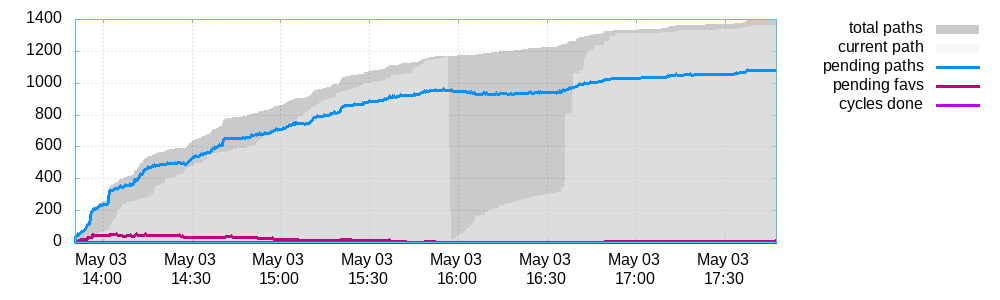 1400
1200
1000
800
600
400
200
0
May 03 May 03 May 03 May 03 May 03 May 03 May 03 May 03
14:00 14:30 15:00 15:30 16:00 16:30 17:00 17:30
total paths
current path
pending paths
pending favs
cycles done